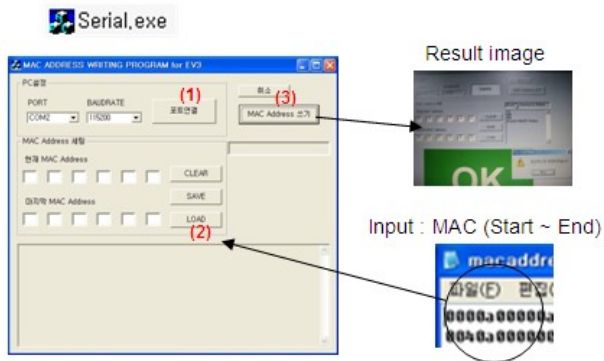 Serial.exe
MAC ADDRESS WRITING PROGRAM for EV3
PC설정
PORT
BAUDRATE
COM2
115200
(1)
포트연결
취소
(3)
MAC Address 쓰기
MAC Address 세팅
현재 MAC Address
CLEAR
SAVE
마지막 MAC Address
LOAD
(2)
Result image
OK
Input : MAC (Start ~ End)
macaddre
파일(F) 편집(